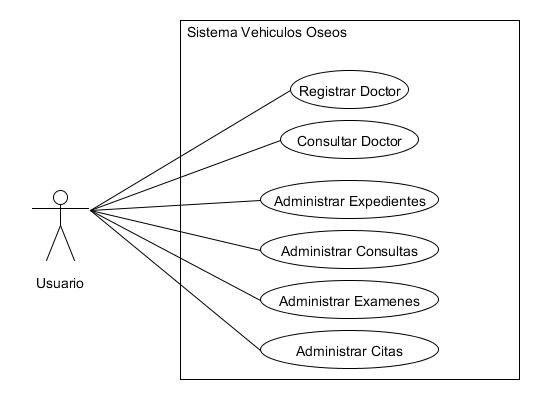 Sistema Vehiculos Oseos
Registrar Doctor
Consultar Doctor
Administrar Expedientes
Administrar Consultas
Administrar Examenes
Administrar Citas
Usuario